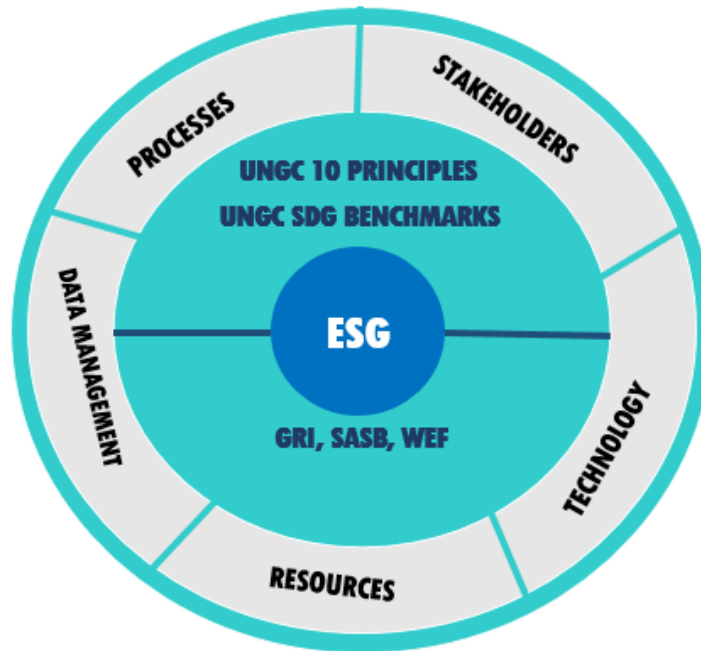 PROCESSES
STAKEHOLDERS
UNGC 10 PRINCIPLES
UNGC SDG BENCHMARKS
DATA MANAGEMENT
ESG
TECHNOLOGY
GRI, SASB, WEF
RESOURCES